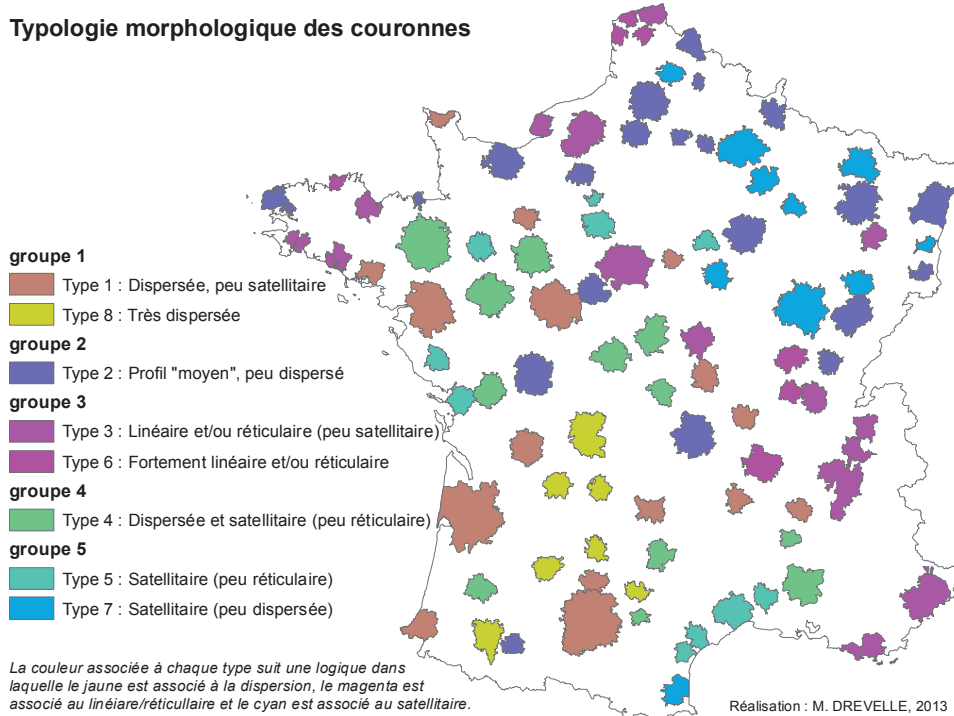 Typologie morphologique des couronnes
groupe 1
Type 1 : Dispersée, peu satellitaire
Type 8 : Très dispersée
groupe 2
Type 2 : Profil "moyen", peu dispersé
groupe 3
Type 3 : Linéaire et/ou réticulaire (peu satellitaire)
Type 6 : Fortement linéaire et/ou réticulaire
groupe 4
Type 4 : Dispersée et satellitaire (peu réticulaire)
groupe 5
Type 5 : Satellitaire (peu réticulaire)
Type 7 : Satellitaire (peu dispersée)
La couleur associée à chaque type suit une logique dans
laquelle le jaune est associé à la dispersion, le magenta est
associé au linéiare/réticullaire et le cyan est associé au satellitaire.
Réalisation : M. DREVELLE, 2013